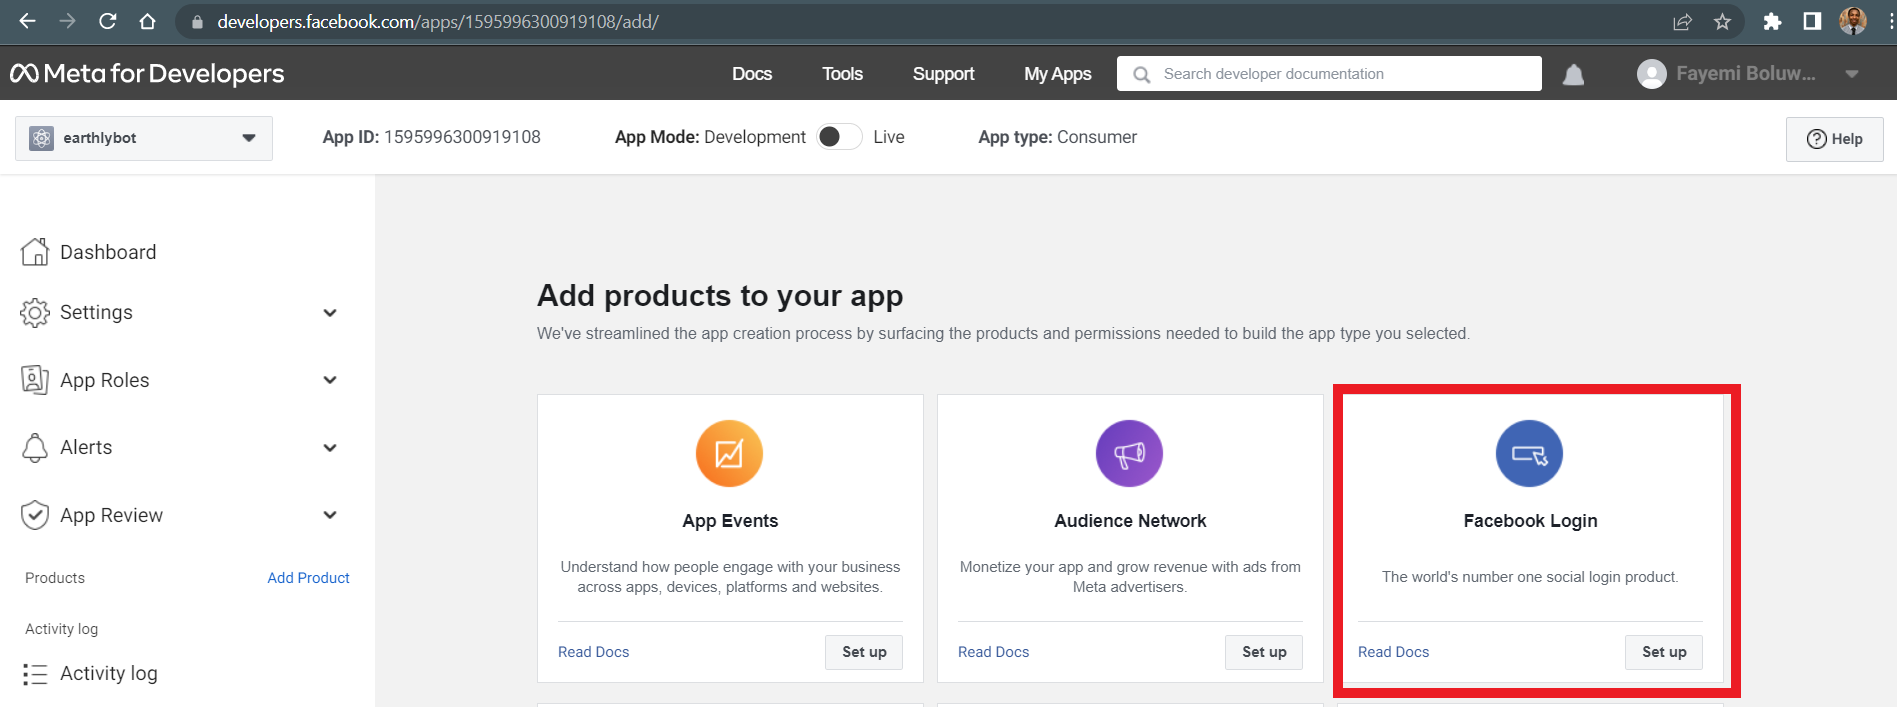 developers.facebook.com/apps/1595996300919108/add/
Meta for Developers
Docs Tools Support My Apps Search developer documentation Fayemi Boluw...
earthlybot App ID: 1595996300919108 App Mode: Development Live App type: Consumer Help
Dashboard
Settings
App Roles
Alerts
App Review
Products Add Product
Activity log
Activity log
Add products to your app
We've streamlined the app creation process by surfacing the products and permissions needed to build the app type you selected.
App Events
Understand how people engage with your business
across apps, devices, platforms and websites.
Read Docs Set up
Audience Network
Monetize your app and grow revenue with ads from
Meta advertisers.
Read Docs Set up
Facebook Login
The world's number one social login product.
Read Docs Set up